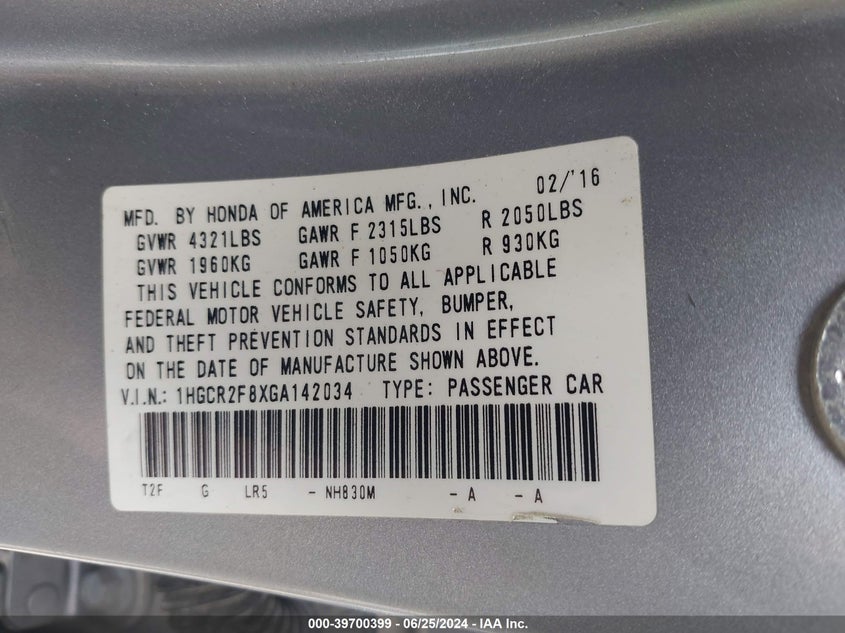 MFD. BY HONDA OF AMERICA MFG., INC. 02/'16
GVWR 4321LBS GAWR F 2315LBS R 2050LBS
GVWR 1960KG GAWR F 1050KG R 930KG
THIS VEHICLE CONFORMS TO ALL APPLICABLE
FEDERAL MOTOR VEHICLE SAFETY, BUMPER,
AND THEFT PREVENTION STANDARDS IN EFFECT
ON THE DATE OF MANUFACTURE SHOWN ABOVE.
V.I.N.: 1HGCR2F8XGA142034 TYPE: PASSENGER CAR
T2F G LR5 - NH830M - A - A
000-39700399 - 06/25/2024 - IAA Inc.